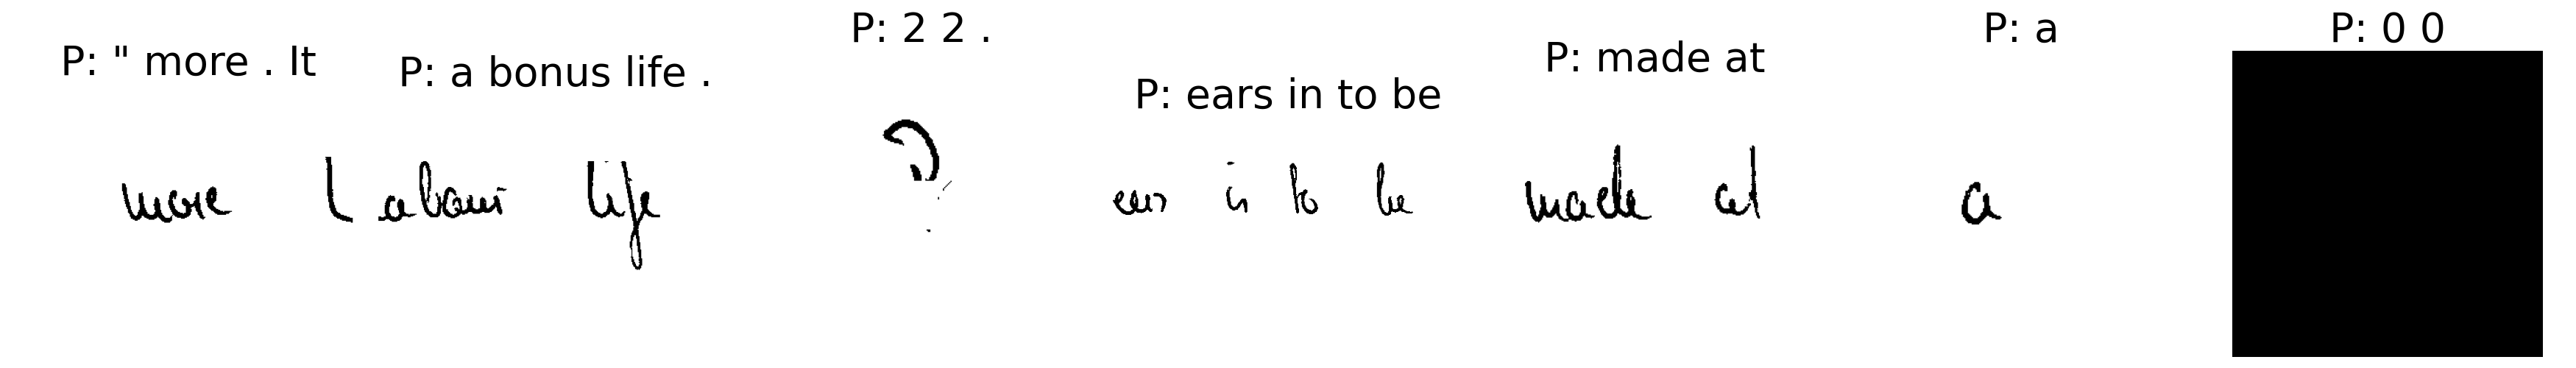 P: " more . It P: a bonus life . P: 2 2 . P: ears in to be P: made at P: a P: 0 0
more l about life ? ears in to be made at a